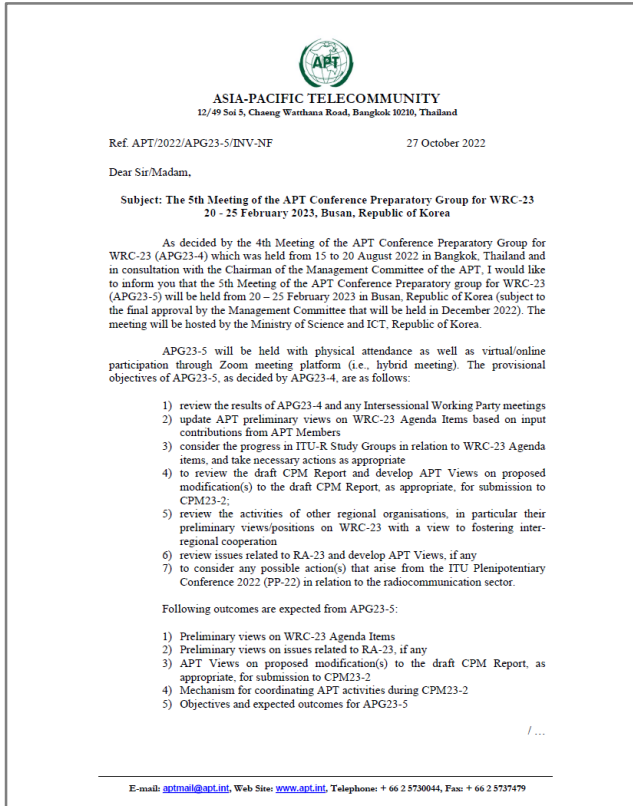 APT
ASIA-PACIFIC TELECOMMUNITY
12/49 Soi 5, Chaeng Watthana Road, Bangkok 10210, Thailand
Ref. APT/2022/APG23-5/INV-NF 27 October 2022
Dear Sir/Madam,
Subject: The 5th Meeting of the APT Conference Preparatory Group for WRC-23
20 - 25 February 2023, Busan, Republic of Korea
As decided by the 4th Meeting of the APT Conference Preparatory Group for
WRC-23 (APG23-4) which was held from 15 to 20 August 2022 in Bangkok, Thailand and
in consultation with the Chairman of the Management Committee of the APT, I would like
to inform you that the 5th Meeting of the APT Conference Preparatory group for WRC-23
(APG23-5) will be held from 20 – 25 February 2023 in Busan, Republic of Korea (subject to
the final approval by the Management Committee that will be held in December 2022). The
meeting will be hosted by the Ministry of Science and ICT, Republic of Korea.
APG23-5 will be held with physical attendance as well as virtual/online
participation through Zoom meeting platform (i.e., hybrid meeting). The provisional
objectives of APG23-5, as decided by APG23-4, are as follows:
1) review the results of APG23-4 and any Intersessional Working Party meetings
2) update APT preliminary views on WRC-23 Agenda Items based on input
contributions from APT Members
3) consider the progress in ITU-R Study Groups in relation to WRC-23 Agenda
items, and take necessary actions as appropriate
4) to review the draft CPM Report and develop APT Views on proposed
modification(s) to the draft CPM Report, as appropriate, for submission to
CPM23-2;
5) review the activities of other regional organisations, in particular their
preliminary views/positions on WRC-23 with a view to fostering inter-
regional cooperation
6) review issues related to RA-23 and develop APT Views, if any
7) to consider any possible action(s) that arise from the ITU Plenipotentiary
Conference 2022 (PP-22) in relation to the radiocommunication sector.
Following outcomes are expected from APG23-5:
1) Preliminary views on WRC-23 Agenda Items
2) Preliminary views on issues related to RA-23, if any
3) APT Views on proposed modification(s) to the draft CPM Report, as
appropriate, for submission to CPM23-2
4) Mechanism for coordinating APT activities during CPM23-2
5) Objectives and expected outcomes for APG23-5
/ ...
E-mail: aptmail@apt.int, Web Site: www.apt.int, Telephone: + 66 2 5730044, Fax: + 66 2 5737479